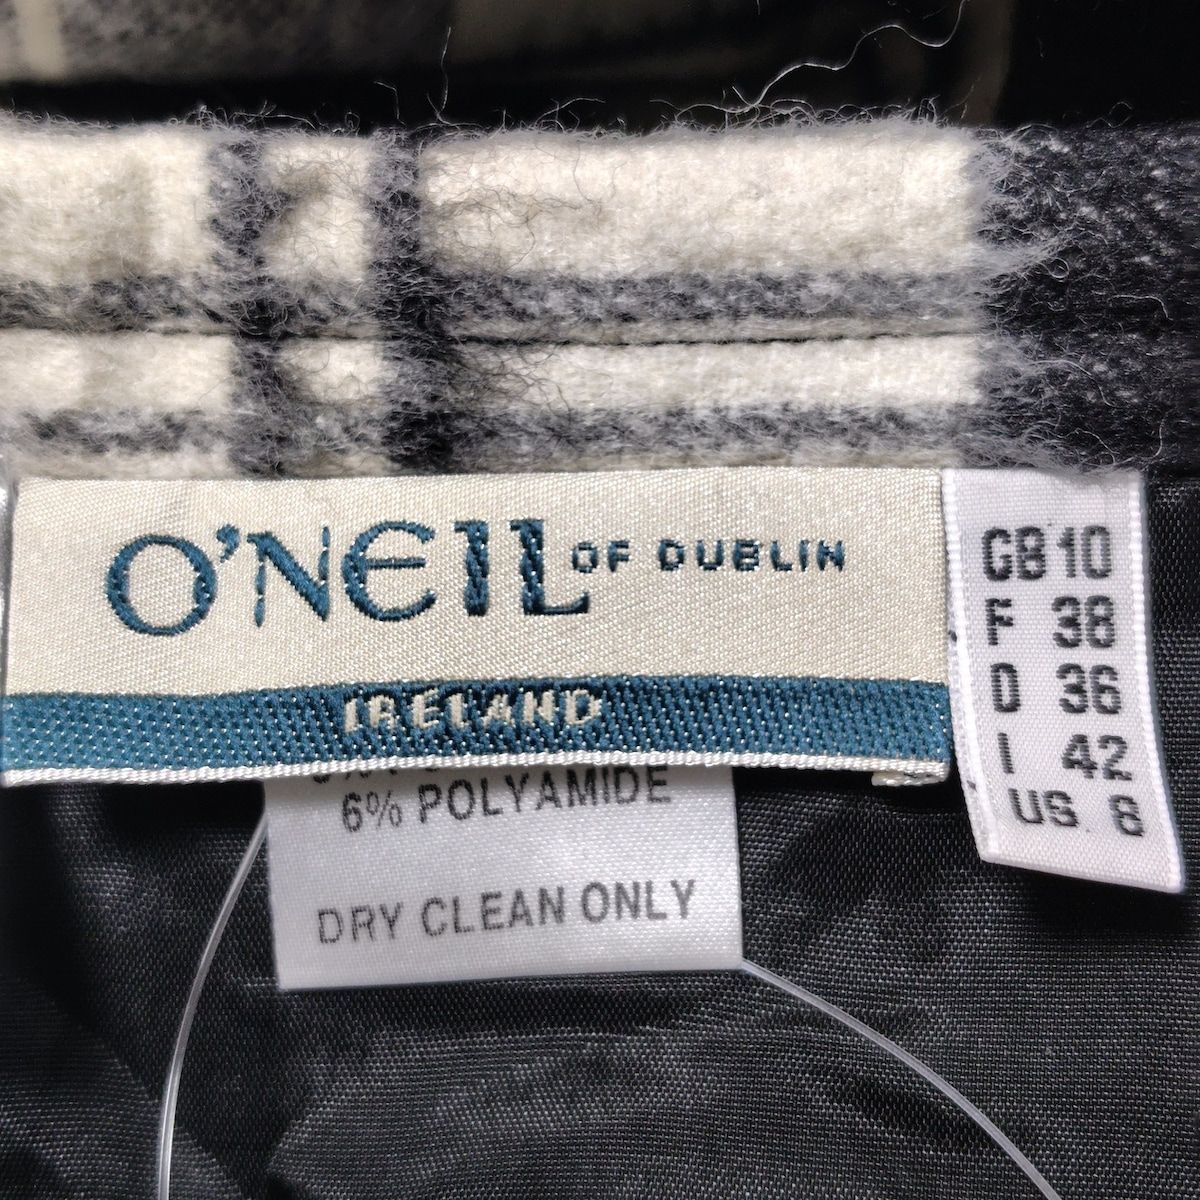 O'NEIL OF DUBLIN
IRELAND
GB 10
F 38
D 36
I 42
US 8
6% POLYAMIDE
DRY CLEAN ONLY